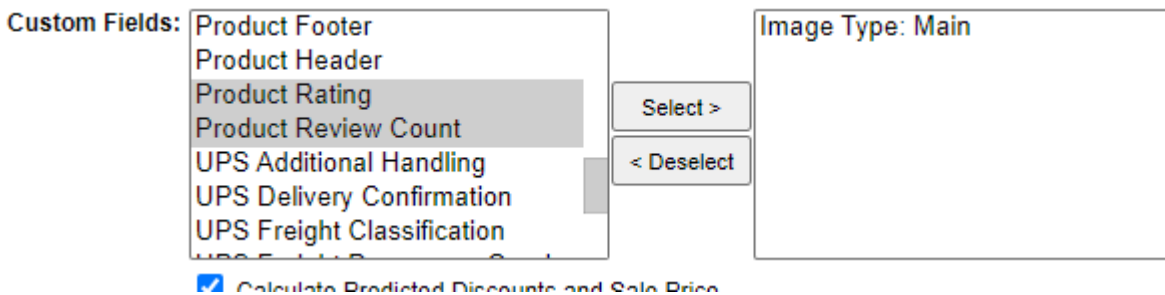 Custom Fields:
Product Footer
Product Header
Product Rating
Product Review Count
UPS Additional Handling
UPS Delivery Confirmation
UPS Freight Classification
Select >
< Deselect
Image Type: Main
Calculate Predicted Discounts and Sale Price